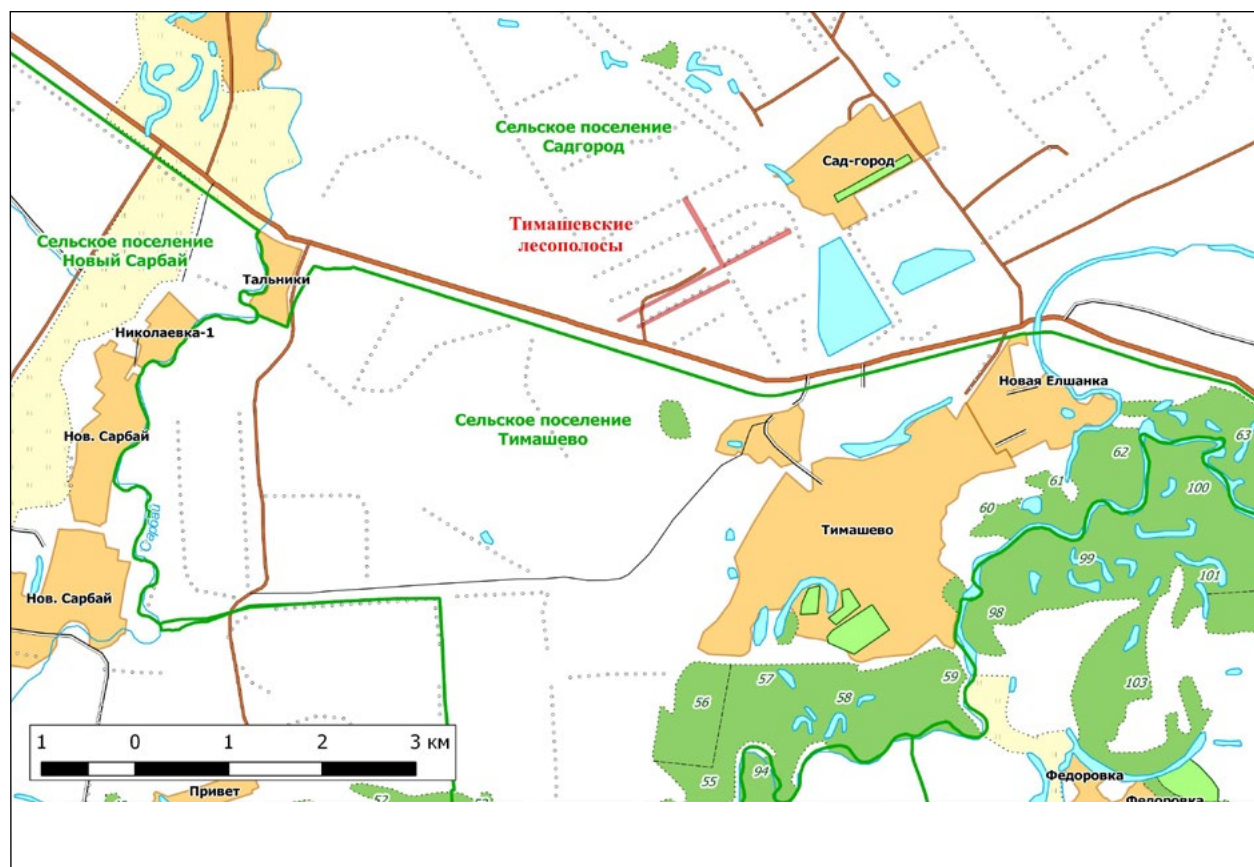 Сельское поселение
Садгород
Сад-город
Тимашевские
лесополосы
Сельское поселение
Новый Сарбай
Тальники
Николаевка-1
Новая Елшанка
Сельское поселение
Тимашево
Нов. Сарбай
62
63
61
100
60
Тимашево
Сарбай
99
101
Нов. Сарбай
98
57
59
56
58
103
1 0 1 2 3 км
94
55
Федоровка
Привет
52
Федоровка